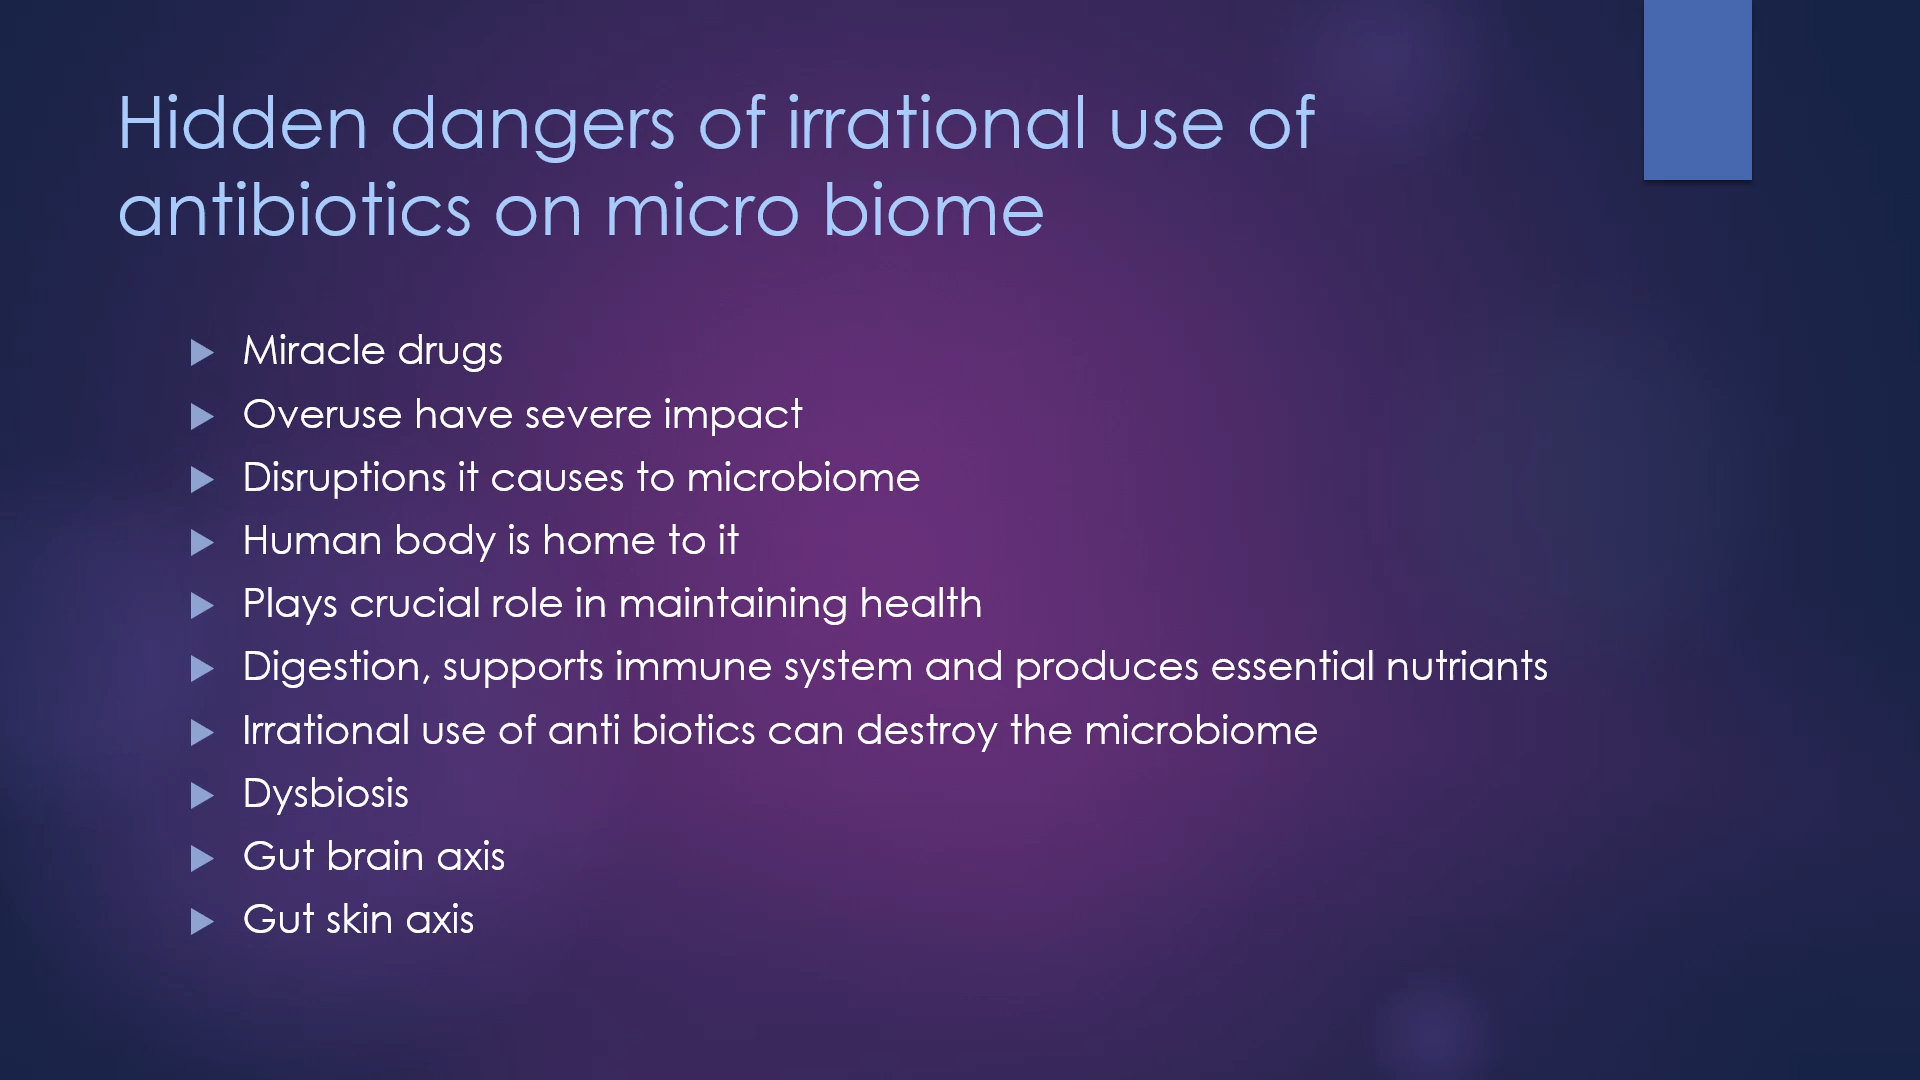 Hidden dangers of irrational use of
antibiotics on micro biome
Miracle drugs
Overuse have severe impact
Disruptions it causes to microbiome
Human body is home to it
Plays crucial role in maintaining health
Digestion, supports immune system and produces essential nutriants
Irrational use of anti biotics can destroy the microbiome
Dysbiosis
Gut brain axis
Gut skin axis